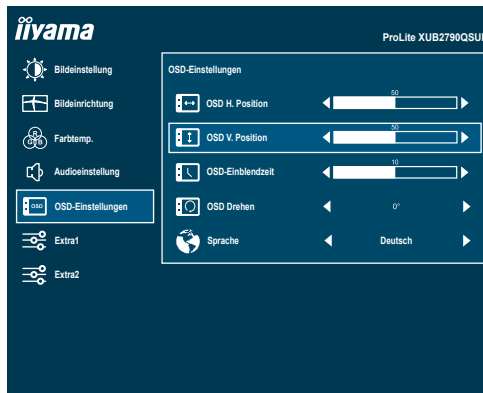 iiyama
ProLite XUB2790QSU
Bildeinstellung
Bildeinrichtung
Farbtemp.
Audioeinstellung
OSD-Einstellungen
Extra1
Extra2
OSD-Einstellungen
OSD H. Position
50
OSD V. Position
50
OSD-Einblendzeit
10
OSD Drehen
0°
Sprache
Deutsch
R
G B
OSD